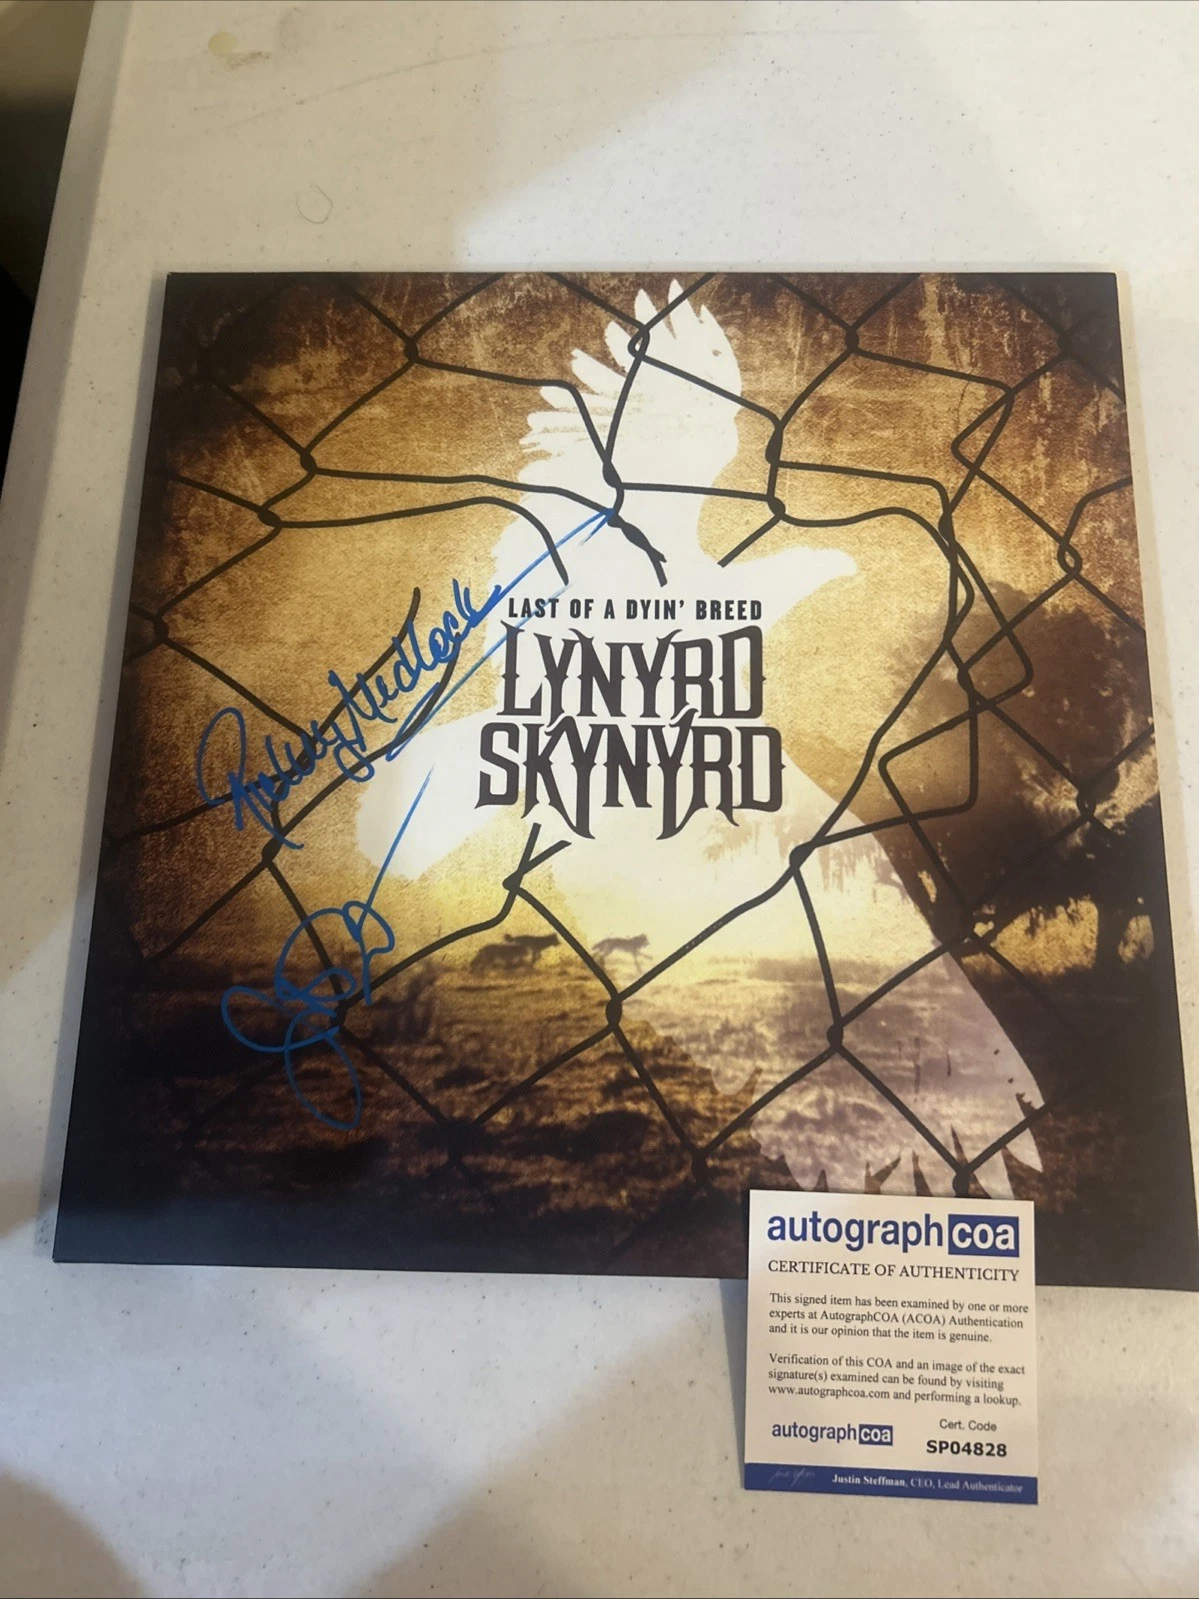 LAST OF A DYIN' BREED
LYNYRD
SKYNYRD
Rickey Medlocke
autographcoa
CERTIFICATE OF AUTHENTICITY
This signed item has been examined by one or more
experts at AutographCOA (ACOA) Authentication
and it is our opinion that the item is genuine.
Verification of this COA and an image of the exact
signature(s) examined can be found by visiting
www.autographcoa.com and performing a lookup.
autographcoa
Cert. Code
SP04828
Justin Steffman, CEO, Lead Authenticator